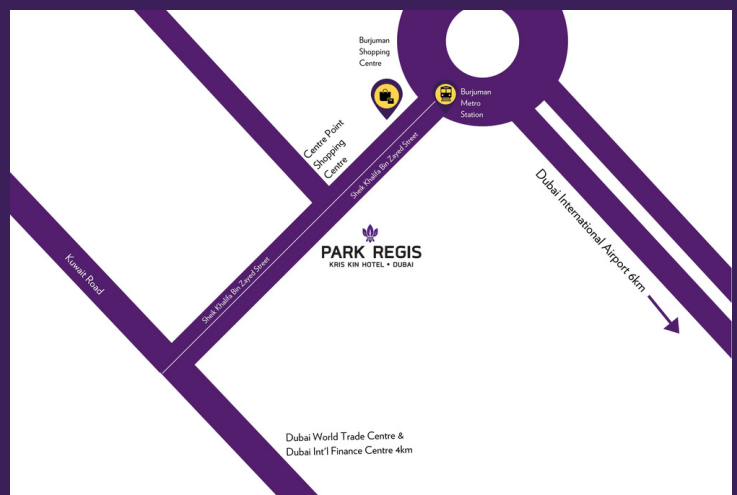 Burjuman
Shopping
Centre
Burjuman
Metro
Station
Centre Point
Shopping
Centre
Sheik Khalifa Bin Zayed Street
Dubai International Airport 6km
PARK REGIS
KRIS KIN HOTEL • DUBAI
Kuwait Road
Sheik Khalifa Bin Zayed Street
Dubai World Trade Centre &
Dubai Int'l Finance Centre 4km